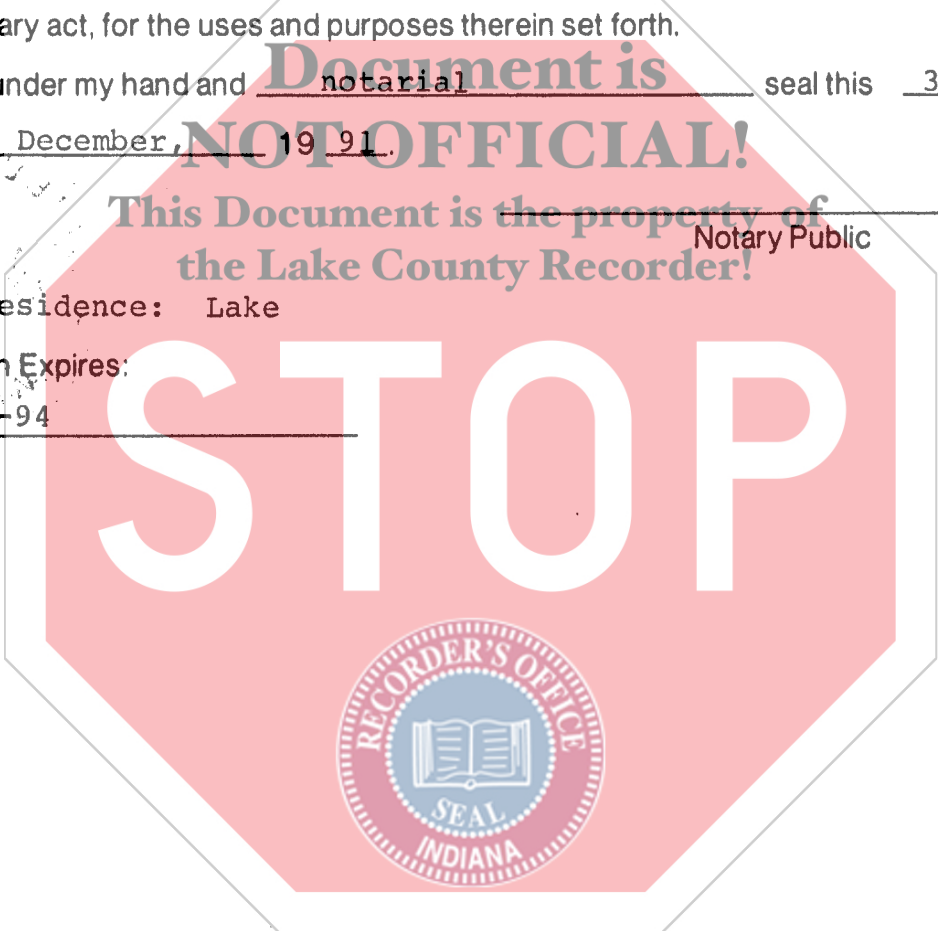 ary act, for the uses and purposes therein set forth.
under my hand and notarial seal this 3
December, 19 91.
Document is
NOT OFFICIAL!
This Document is the property of
the Lake County Recorder!
Notary Public
esidence: Lake
n Expires:
-94
STOP
RECORDER'S OFFICE
SEAL
INDIANA